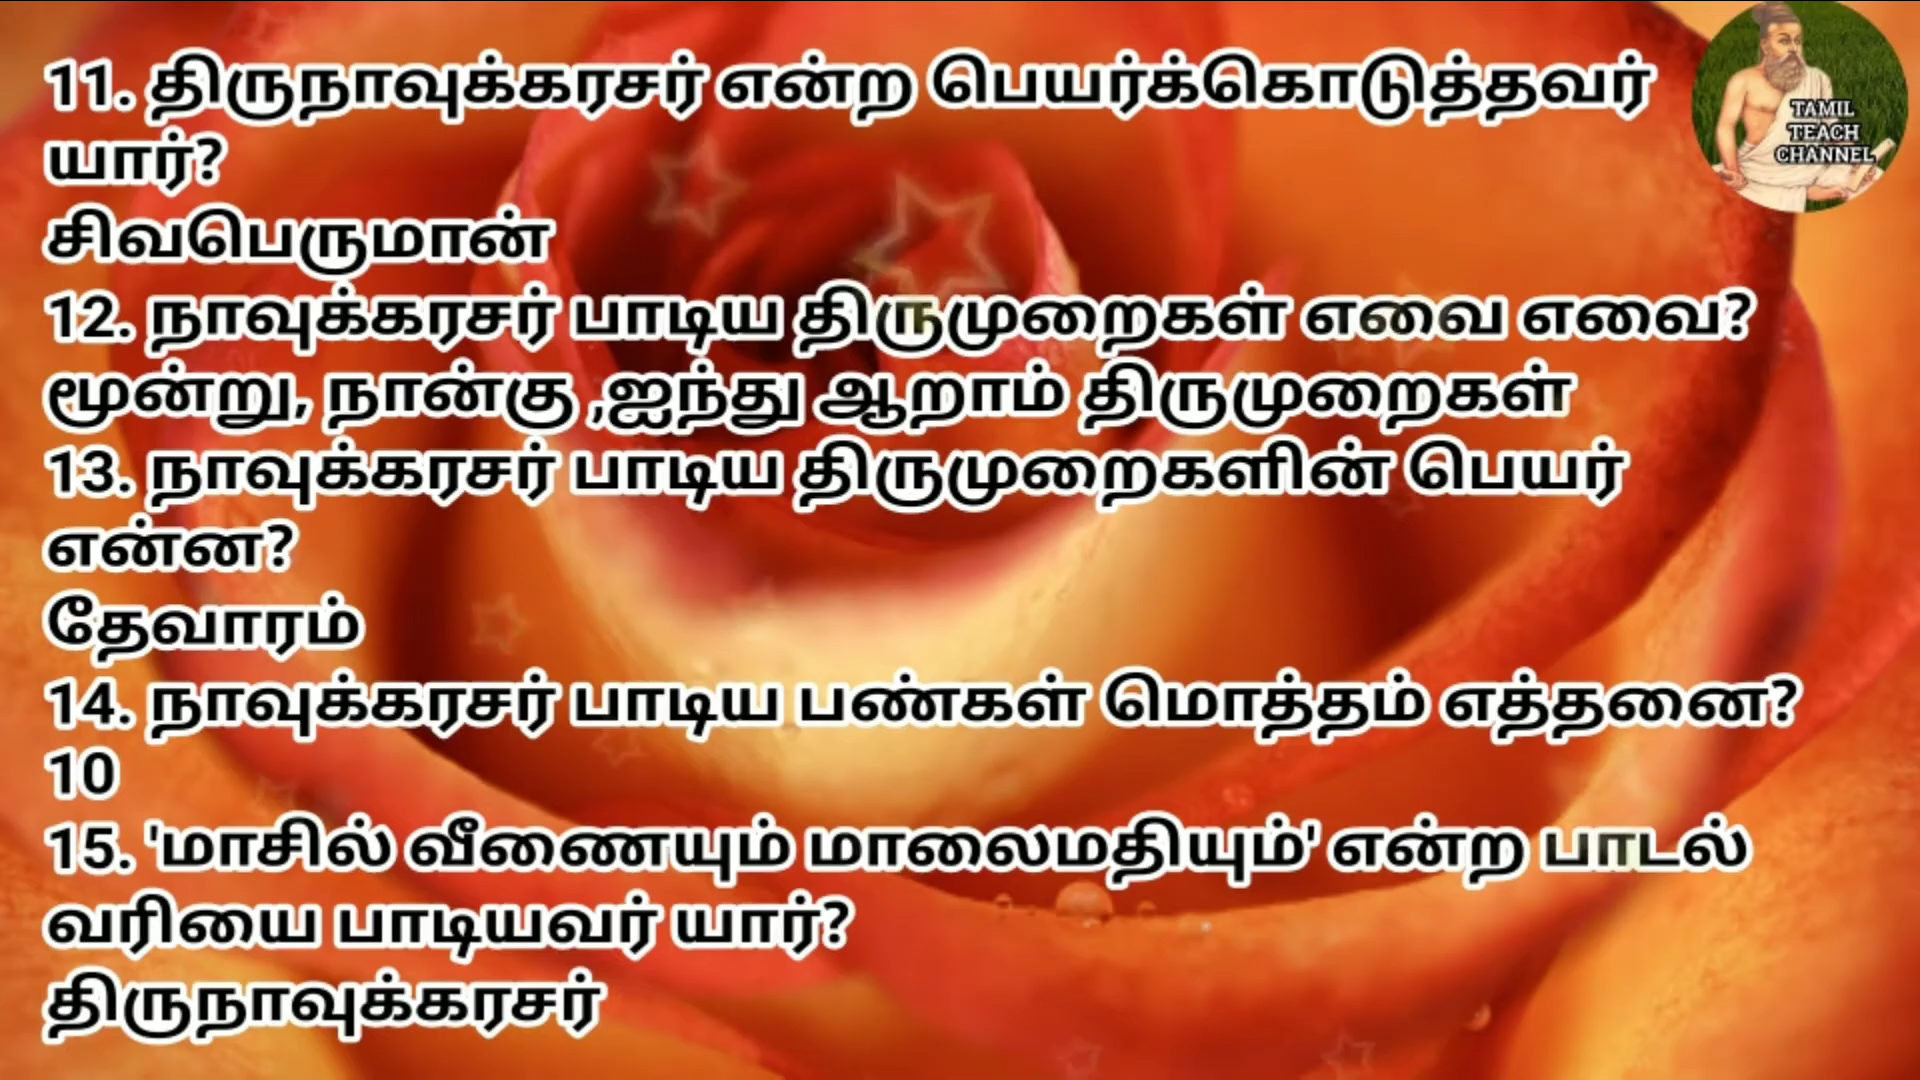 11. திருநாவுக்கரசர் என்ற பெயர்க்கொடுத்தவர்
யார்?
சிவபெருமான்
12. நாவுக்கரசர் பாடிய திருமுறைகள் எவை எவை?
மூன்று, நான்கு ,ஐந்து ஆறாம் திருமுறைகள்
13. நாவுக்கரசர் பாடிய திருமுறைகளின் பெயர்
என்ன?
தேவாரம்
14. நாவுக்கரசர் பாடிய பண்கள் மொத்தம் எத்தனை?
10
15. 'மாசில் வீணையும் மாலைமதியும்' என்ற பாடல்
வரியை பாடியவர் யார்?
திருநாவுக்கரசர்
TAMIL
TEACH
CHANNEL